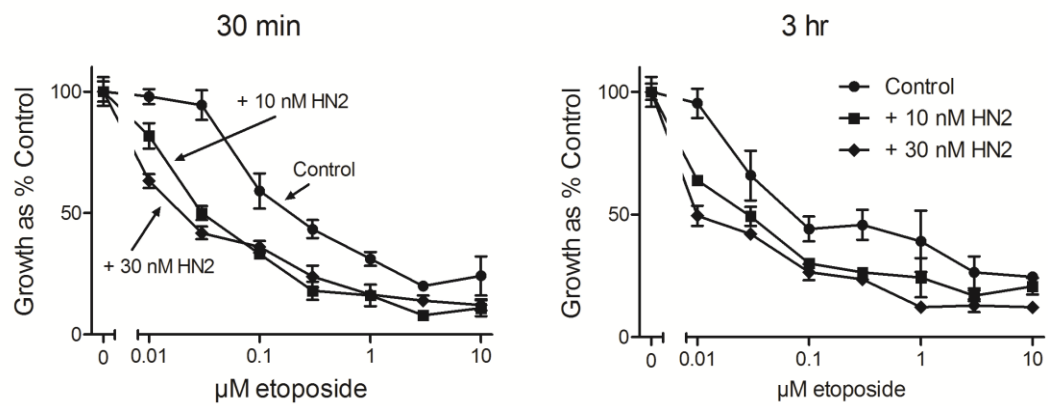 30 min
Growth as % Control
100
50
0
+ 10 nM HN2
Control
+ 30 nM HN2
0
0.01
0.1
1
10
µM etoposide
3 hr
Growth as % Control
100
50
0
Control
+ 10 nM HN2
+ 30 nM HN2
0
0.01
0.1
1
10
µM etoposide